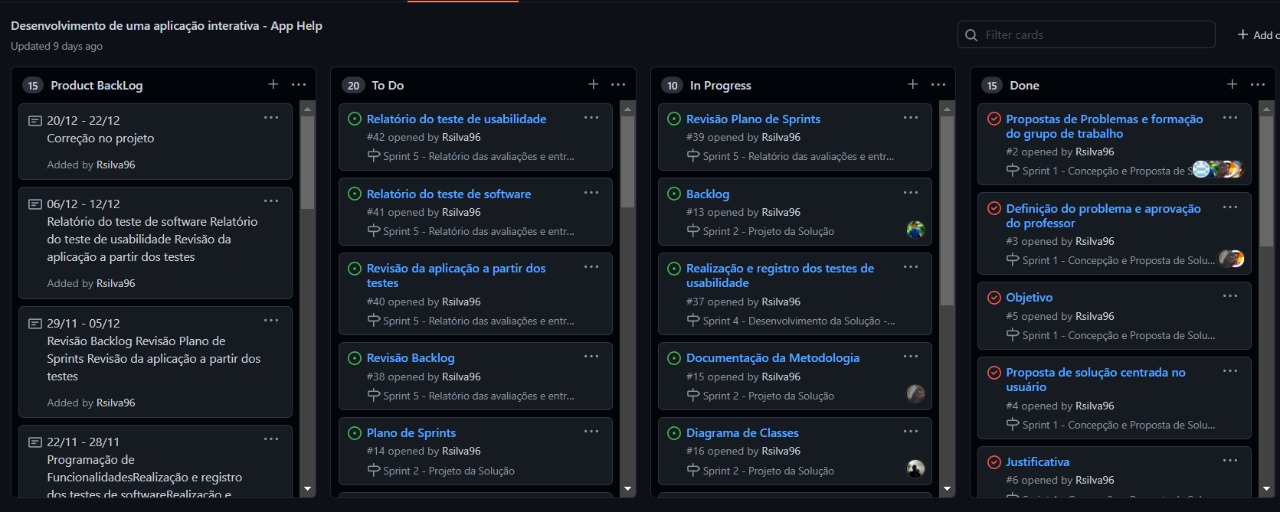 Desenvolvimento de uma aplicação interativa - App Help
Updated 9 days ago
Filter cards
Add
15 Product BackLog
20/12 - 22/12
Correção no projeto
Added by Rsilva96
06/12 - 12/12
Relatório do teste de software Relatório
do teste de usabilidade Revisão da
aplicação a partir dos testes
Added by Rsilva96
29/11 - 05/12
Revisão Backlog Revisão Plano de
Sprints Revisão da aplicação a partir dos
testes
Added by Rsilva96
22/11 - 28/11
Programação de
FuncionalidadesRealização e registro
dos testes de softwareRealização e
20 To Do
Relatório do teste de usabilidade
#42 opened by Rsilva96
Sprint 5 - Relatório das avaliações e entr...
Relatório do teste de software
#41 opened by Rsilva96
Sprint 5 - Relatório das avaliações e entr...
Revisão da aplicação a partir dos
testes
#40 opened by Rsilva96
Sprint 5 - Relatório das avaliações e entr...
Revisão Backlog
#38 opened by Rsilva96
Sprint 5 - Relatório das avaliações e entr...
Plano de Sprints
#14 opened by Rsilva96
Sprint 2 - Projeto da Solução
10 In Progress
Revisão Plano de Sprints
#39 opened by Rsilva96
Sprint 5 - Relatório das avaliações e entr...
Backlog
#13 opened by Rsilva96
Sprint 2 - Projeto da Solução
Realização e registro dos testes de
usabilidade
#37 opened by Rsilva96
Sprint 4 - Desenvolvimento da Solução -...
Documentação da Metodologia
#15 opened by Rsilva96
Sprint 2 - Projeto da Solução
Diagrama de Classes
#16 opened by Rsilva96
Sprint 2 - Projeto da Solução
15 Done
Propostas de Problemas e formação
do grupo de trabalho
#2 opened by Rsilva96
Sprint 1 - Concepção e Proposta de S
Definição do problema e aprovação
do professor
#3 opened by Rsilva96
Sprint 1 - Concepção e Proposta de Solu...
Objetivo
#5 opened by Rsilva96
Sprint 1 - Concepção e Proposta de Solu...
Proposta de solução centrada no
usuário
#4 opened by Rsilva96
Sprint 1 - Concepção e Proposta de Solu...
Justificativa
#6 opened by Rsilva96